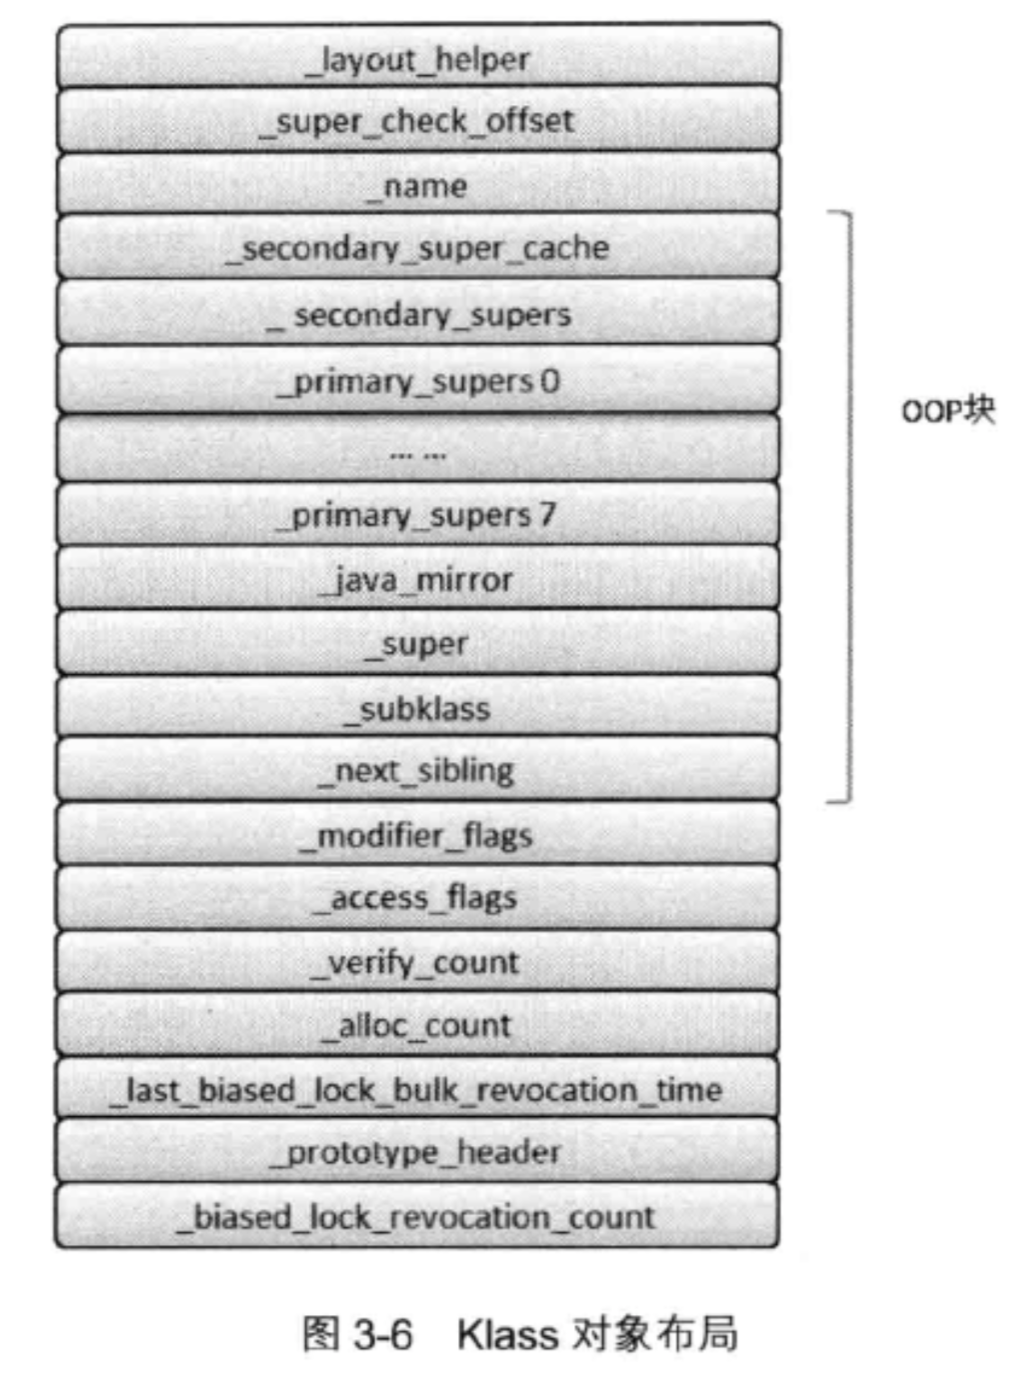 _layout_helper
_super_check_offset
_name
_secondary_super_cache
_ secondary_supers
_primary_supers 0
OOP块
... ...
_primary_supers 7
_java_mirror
_super
_subklass
_next_sibling
_modifier_flags
_access_flags
_verify_count
_alloc_count
_last_biased_lock_bulk_revocation_time
_prototype_header
_biased_lock_revocation_count
图 3-6 Klass 对象布局